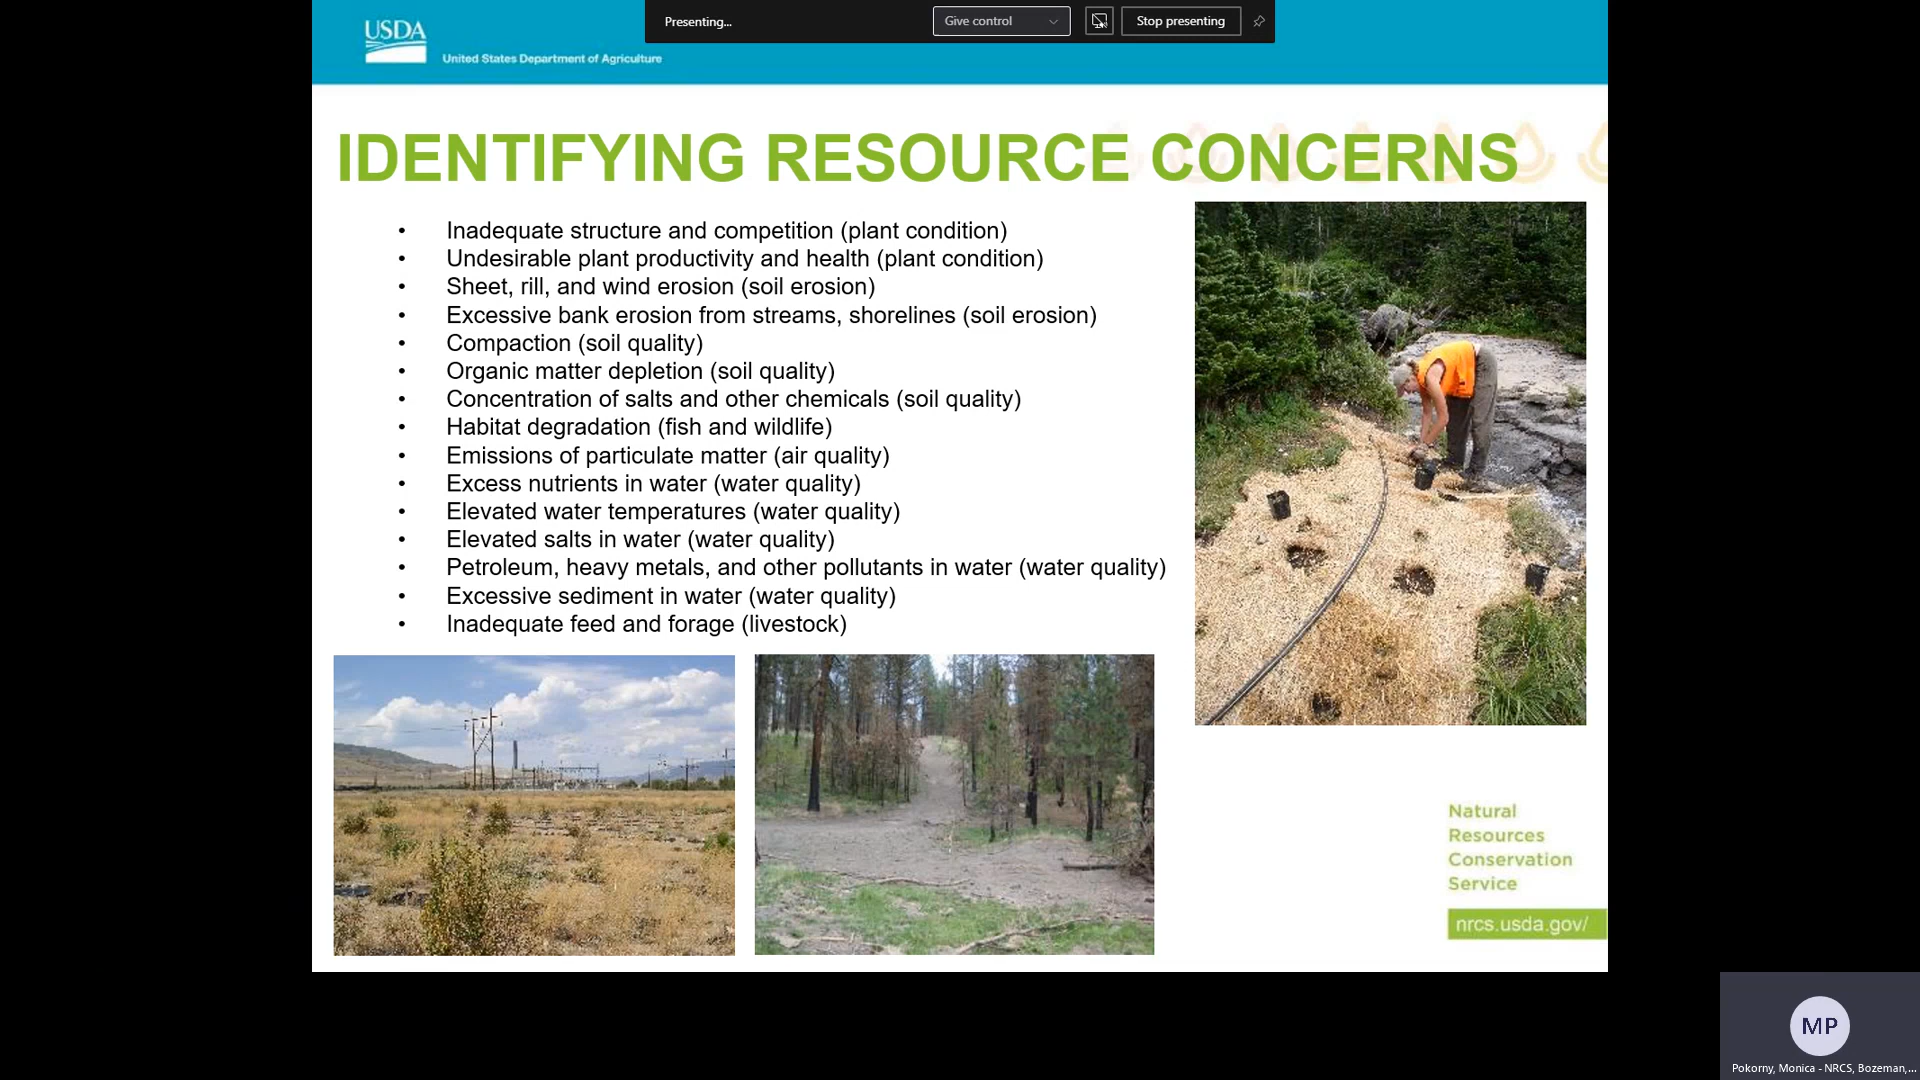 Presenting...
Give control
Stop presenting
USDA
United States Department of Agriculture
IDENTIFYING RESOURCE CONCERNS
• Inadequate structure and competition (plant condition)
• Undesirable plant productivity and health (plant condition)
• Sheet, rill, and wind erosion (soil erosion)
• Excessive bank erosion from streams, shorelines (soil erosion)
• Compaction (soil quality)
• Organic matter depletion (soil quality)
• Concentration of salts and other chemicals (soil quality)
• Habitat degradation (fish and wildlife)
• Emissions of particulate matter (air quality)
• Excess nutrients in water (water quality)
• Elevated water temperatures (water quality)
• Elevated salts in water (water quality)
• Petroleum, heavy metals, and other pollutants in water (water quality)
• Excessive sediment in water (water quality)
• Inadequate feed and forage (livestock)
Natural
Resources
Conservation
Service
nrcs.usda.gov/
MP
Pokorny, Monica - NRCS, Bozeman,...